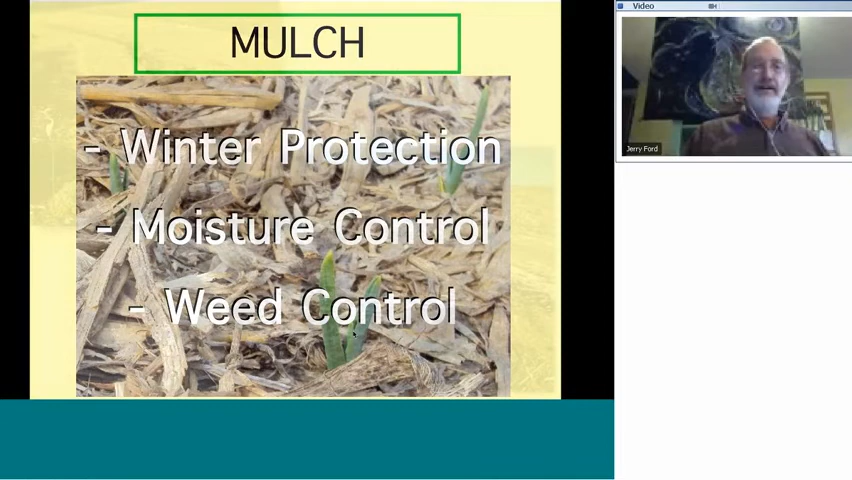 MULCH
- Winter Protection
- Moisture Control
- Weed Control
Video
Jerry Ford